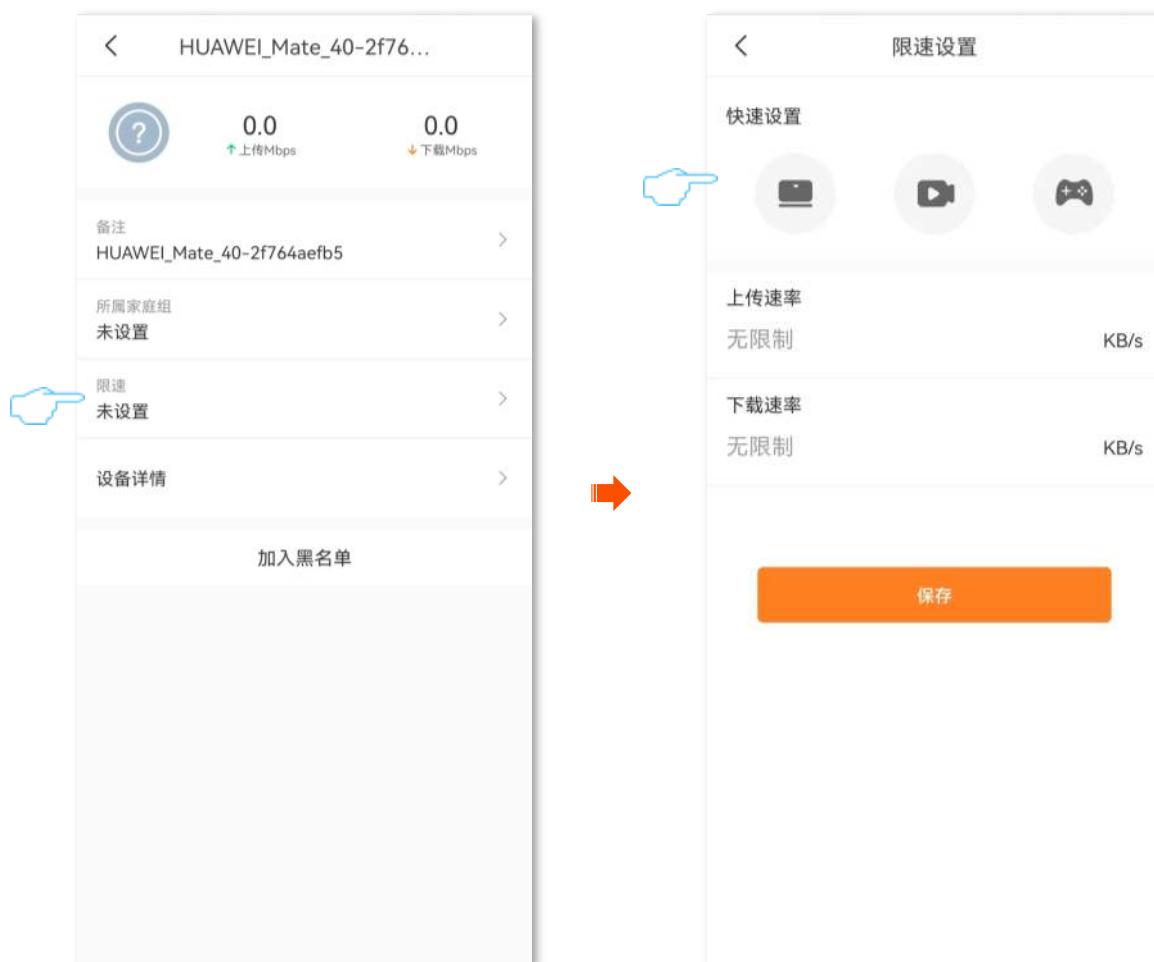 HUAWEI_Mate_40-2f76...
0.0
0.0
上传Mbps
下载Mbps
备注
HUAWEI_Mate_40-2f764aefb5
所属家庭组
未设置
限速
未设置
设备详情
加入黑名单
限速设置
快速设置
上传速率
无限制 KB/s
下载速率
无限制 KB/s
保存